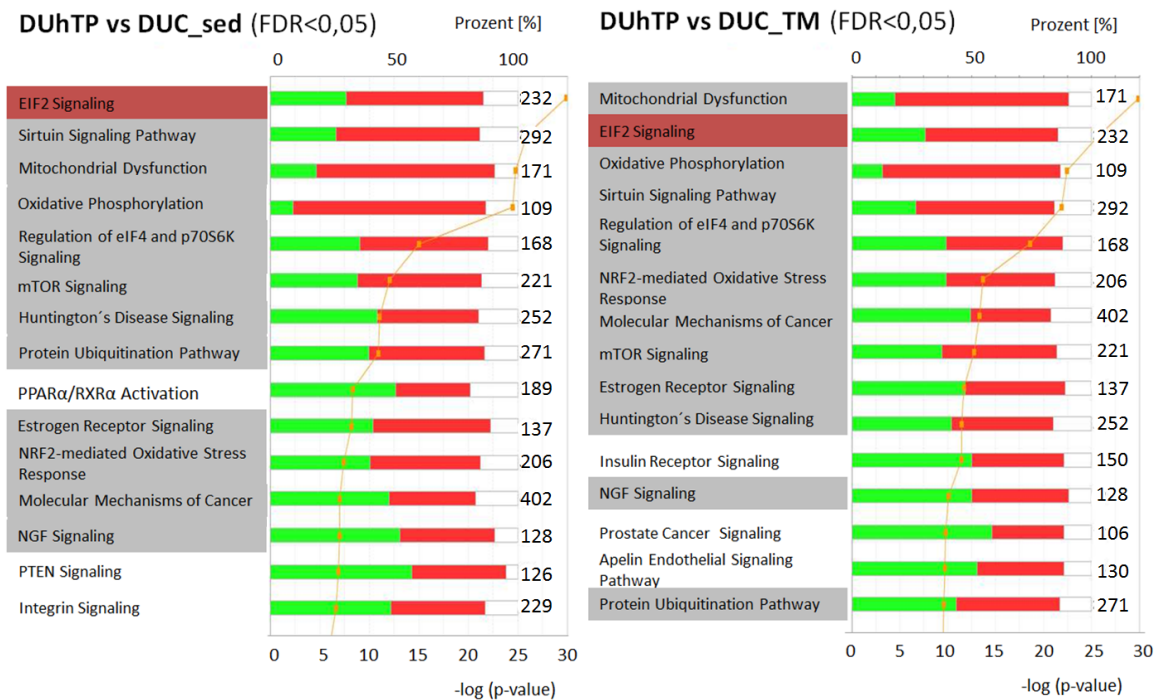 DUhTP vs DUC_sed (FDR<0,05)
Prozent [%]
0 50 100
EIF2 Signaling 232
Sirtuin Signaling Pathway 292
Mitochondrial Dysfunction 171
Oxidative Phosphorylation 109
Regulation of eIF4 and p70S6K
Signaling 168
mTOR Signaling 221
Huntington´s Disease Signaling 252
Protein Ubiquitination Pathway 271
PPARα/RXRα Activation 189
Estrogen Receptor Signaling 137
NRF2-mediated Oxidative Stress
Response 206
Molecular Mechanisms of Cancer 402
NGF Signaling 128
PTEN Signaling 126
Integrin Signaling 229
0 5 10 15 20 25 30
-log (p-value)
DUhTP vs DUC_TM (FDR<0,05)
Prozent [%]
0 50 100
Mitochondrial Dysfunction 171
EIF2 Signaling 232
Oxidative Phosphorylation 109
Sirtuin Signaling Pathway 292
Regulation of eIF4 and p70S6K
Signaling 168
NRF2-mediated Oxidative Stress
Response 206
Molecular Mechanisms of Cancer 402
mTOR Signaling 221
Estrogen Receptor Signaling 137
Huntington´s Disease Signaling 252
Insulin Receptor Signaling 150
NGF Signaling 128
Prostate Cancer Signaling 106
Apelin Endothelial Signaling
Pathway 130
Protein Ubiquitination Pathway 271
0 5 10 15 20 25 30
-log (p-value)